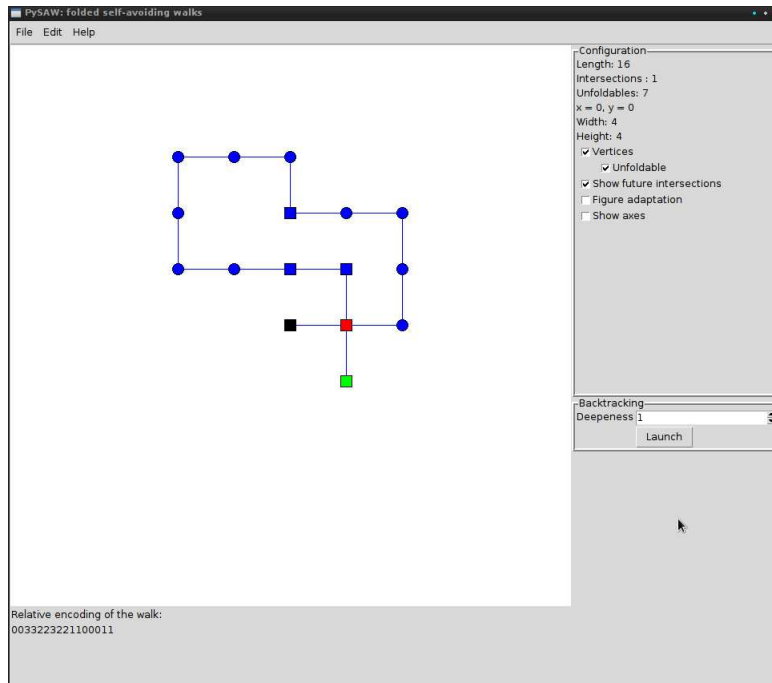 PySAW: folded self-avoiding walks
File Edit Help
Configuration
Length: 16
Intersections : 1
Unfoldables: 7
x = 0, y = 0
Width: 4
Height: 4
Vertices
Unfoldable
Show future intersections
Figure adaptation
Show axes
Backtracking
Deepeness 1
Launch
Relative encoding of the walk:
0033223221100011